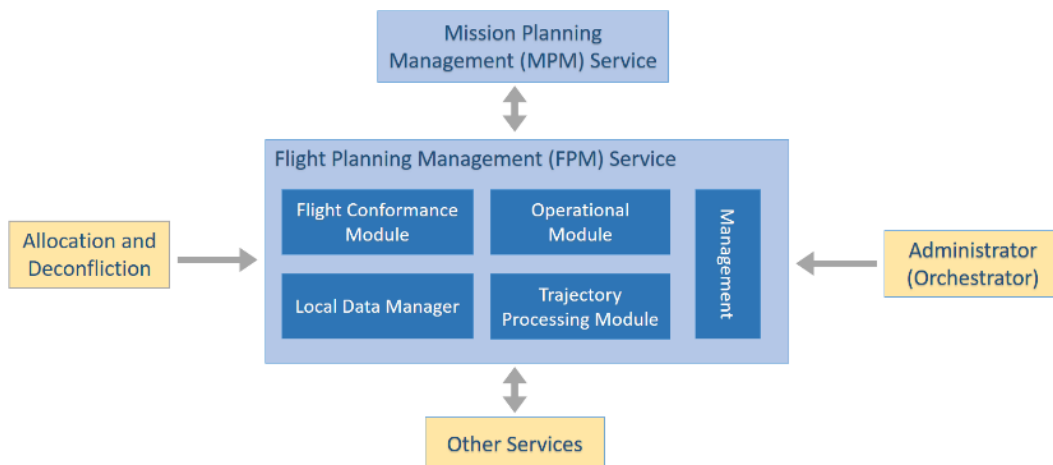 Mission Planning
Management (MPM) Service
Flight Planning Management (FPM) Service
Flight Conformance
Module
Operational
Module
Management
Local Data Manager
Trajectory
Processing Module
Allocation and
Deconfliction
Administrator
(Orchestrator)
Other Services